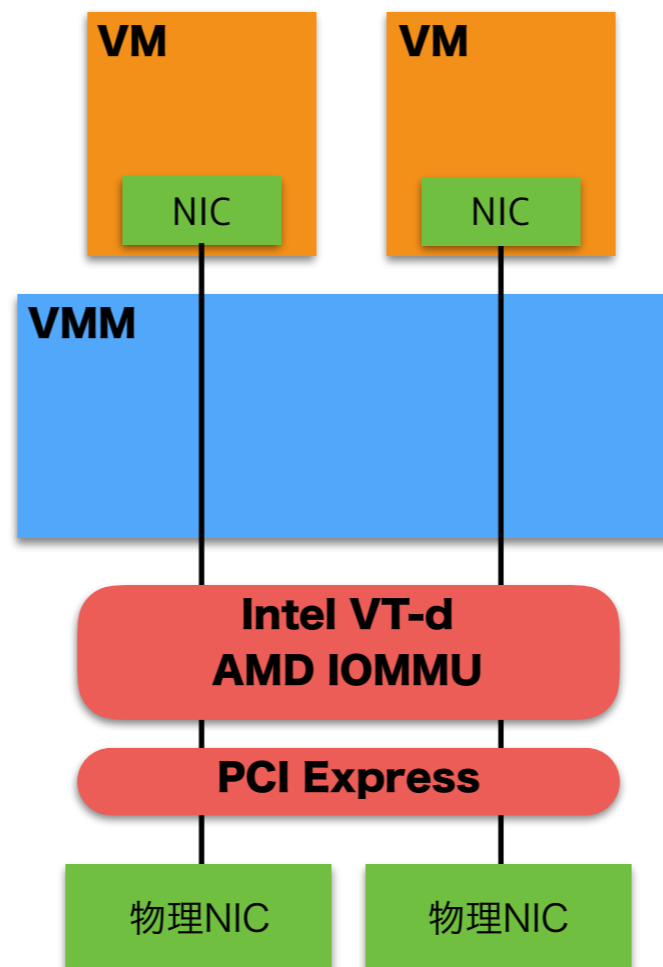 VM
VM
NIC
NIC
VMM
Intel VT-d
AMD IOMMU
PCI Express
物理NIC
物理NIC